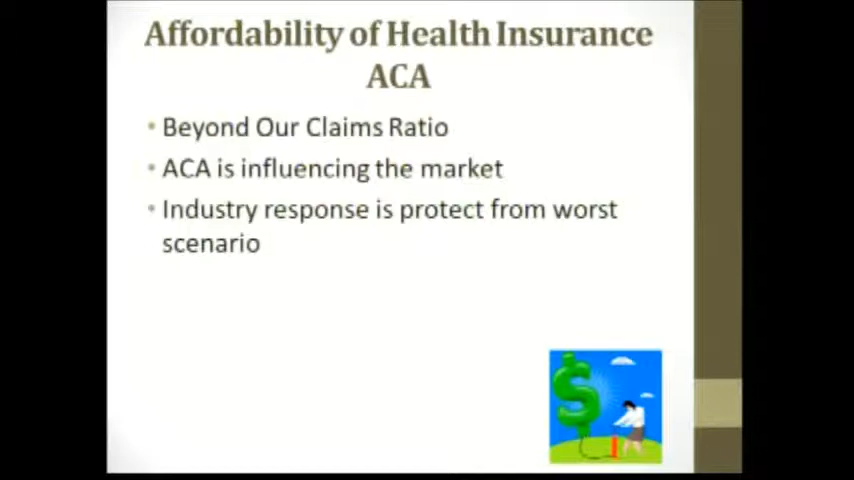 Affordability of Health Insurance
ACA
• Beyond Our Claims Ratio
• ACA is influencing the market
• Industry response is protect from worst
scenario
$